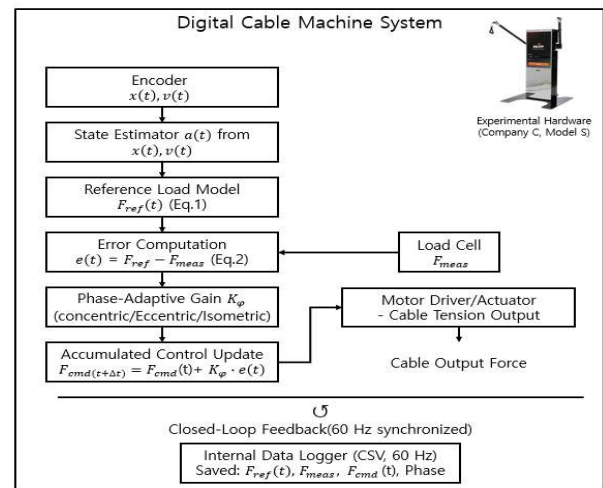 Digital Cable Machine System
Encoder
x(t), v(t)
State Estimator a(t) from
x(t), v(t)
Reference Load Model
F_ref(t) (Eq.1)
Error Computation
e(t) = F_ref − F_meas (Eq.2)
Phase-Adaptive Gain K_φ
(concentric/Eccentric/Isometric)
Accumulated Control Update
F_cmd(t+Δt) = F_cmd(t)+ K_φ · e(t)
Experimental Hardware
(Company C, Model S)
Load Cell
F_meas
Motor Driver/Actuator
- Cable Tension Output
Cable Output Force
↺
Closed-Loop Feedback(60 Hz synchronized)
Internal Data Logger (CSV, 60 Hz)
Saved: F_ref(t), F_meas, F_cmd (t), Phase